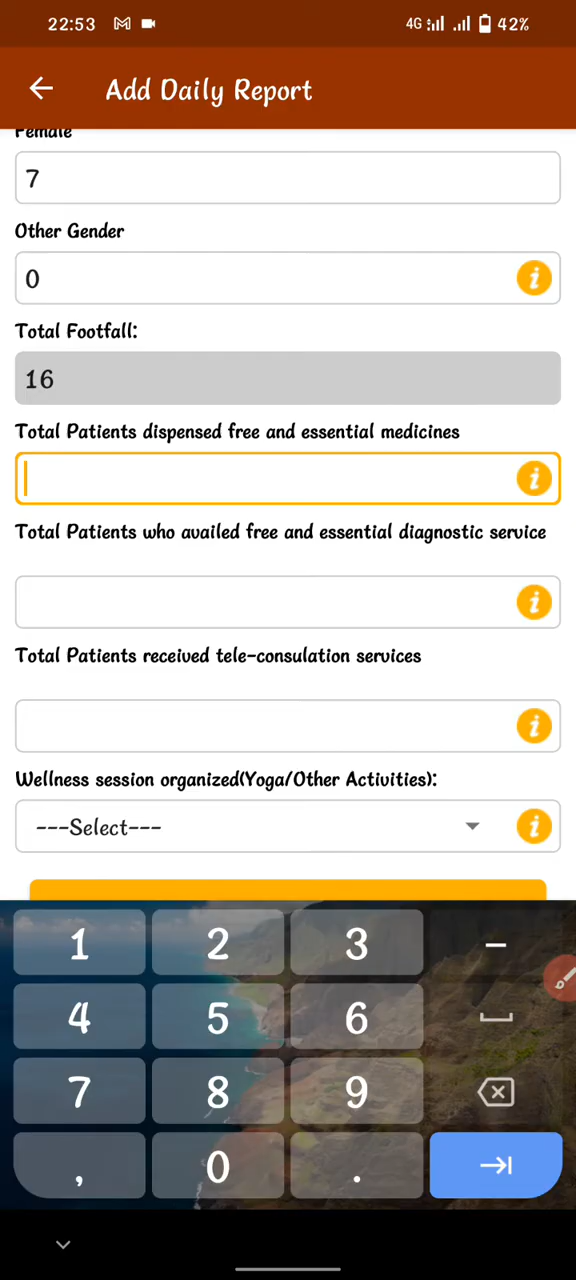 22:53 4G 42%
Add Daily Report
Female
7
Other Gender
0
Total Footfall:
16
Total Patients dispensed free and essential medicines
Total Patients who availed free and essential diagnostic service
Total Patients received tele-consulation services
Wellness session organized(Yoga/Other Activities):
---Select---
1 2 3 –
4 5 6
7 8 9
, 0 .